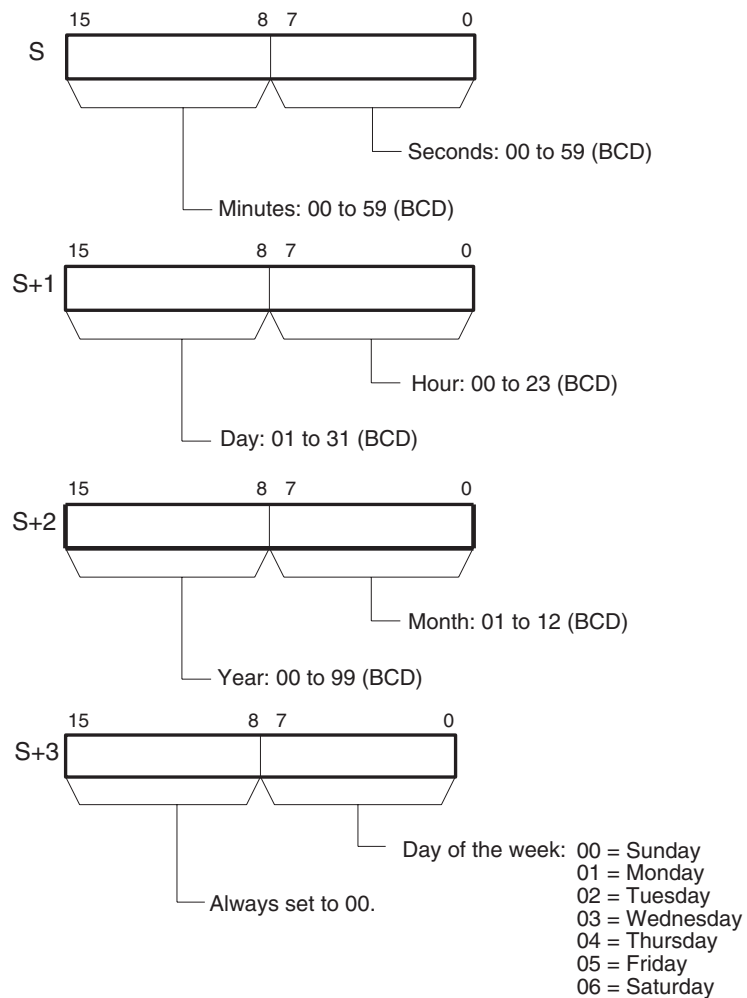 15 8 7 0
S
Seconds: 00 to 59 (BCD)
Minutes: 00 to 59 (BCD)
15 8 7 0
S+1
Hour: 00 to 23 (BCD)
Day: 01 to 31 (BCD)
15 8 7 0
S+2
Month: 01 to 12 (BCD)
Year: 00 to 99 (BCD)
15 8 7 0
S+3
Day of the week: 00 = Sunday
01 = Monday
02 = Tuesday
03 = Wednesday
04 = Thursday
05 = Friday
06 = Saturday
Always set to 00.